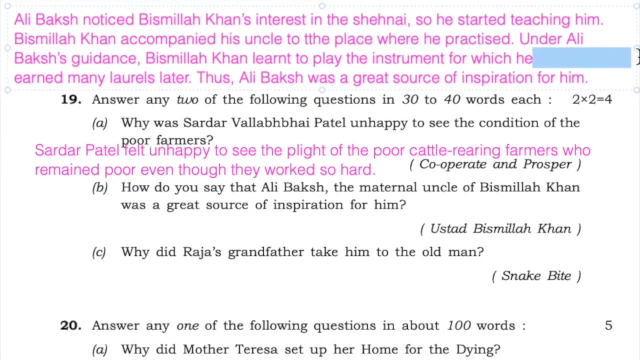 Ali Baksh noticed Bismillah Khan's interest in the shehnai, so he started teaching him.
Bismillah Khan accompanied his uncle to tthe place where he practised. Under Ali
Baksh's guidance, Bismillah Khan learnt to play the instrument for which he
earned many laurels later. Thus, Ali Baksh was a great source of inspiration for him.
19. Answer any two of the following questions in 30 to 40 words each : 2×2=4
(a) Why was Sardar Vallabhbhai Patel unhappy to see the condition of the
poor farmers?
Sardar Patel felt unhappy to see the plight of the poor cattle-rearing farmers who
remained poor even though they worked so hard.
( Co-operate and Prosper )
(b) How do you say that Ali Baksh, the maternal uncle of Bismillah Khan
was a great source of inspiration for him?
( Ustad Bismillah Khan )
(c) Why did Raja's grandfather take him to the old man?
( Snake Bite )
20. Answer any one of the following questions in about 100 words : 5
(a) Why did Mother Teresa set up her Home for the Dying?